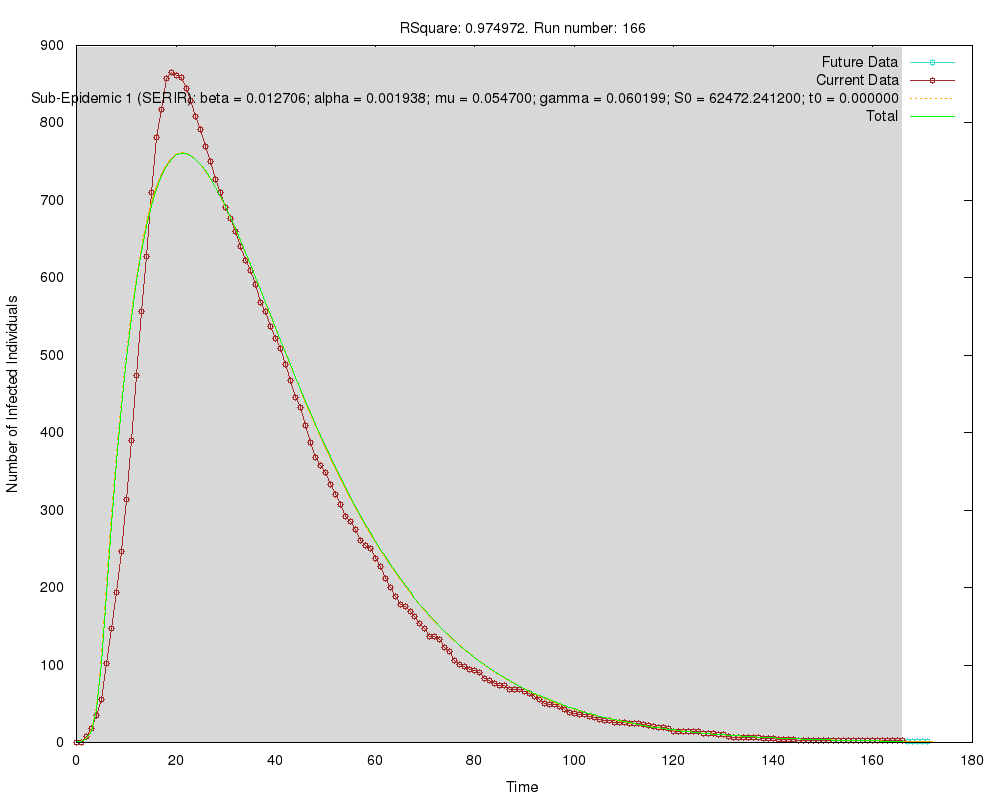 RSquare: 0.974972. Run number: 166
900
800
700
600
500
400
300
200
100
0
Number of Infected Individuals
Future Data
Current Data
Sub-Epidemic 1 (SERIR): beta = 0.012706; alpha = 0.001938; mu = 0.054700; gamma = 0.060199; S0 = 62472.241200; t0 = 0.000000
Total
0 20 40 60 80 100 120 140 160 180
Time